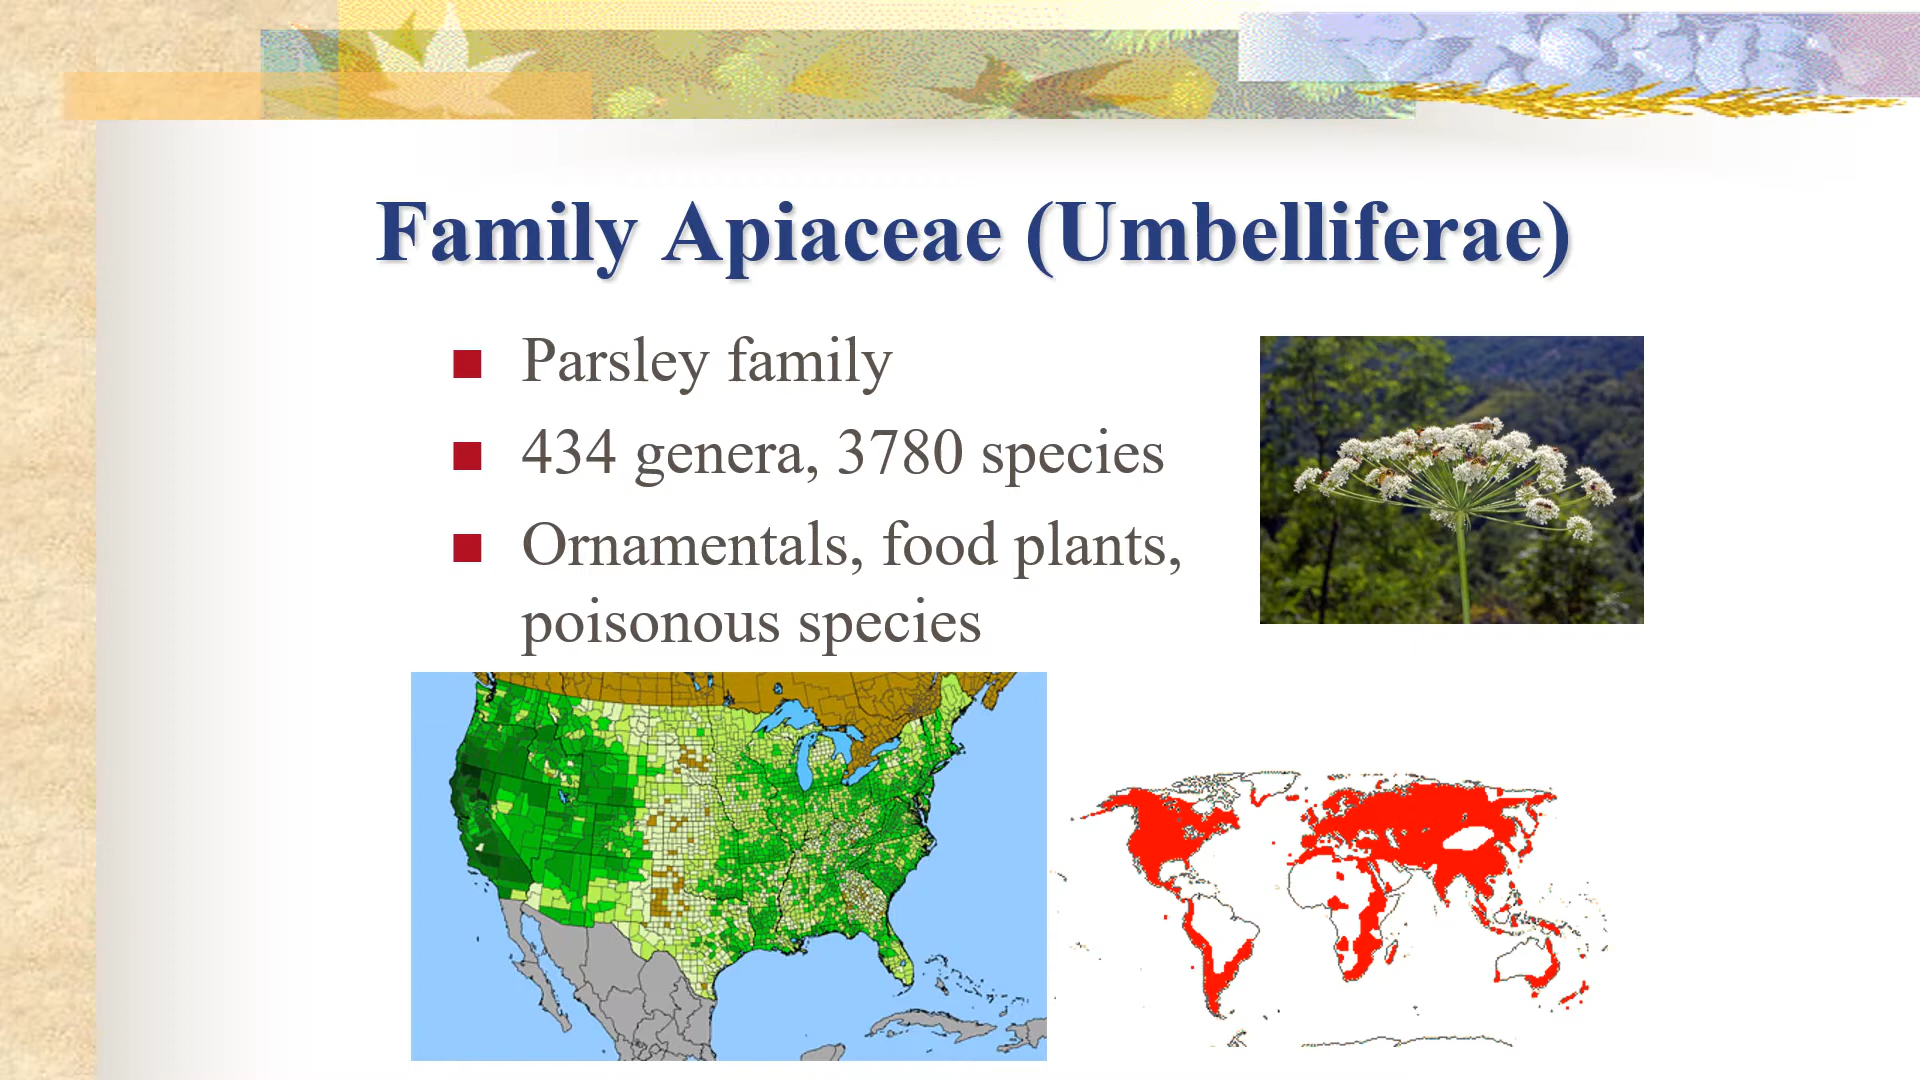 Family Apiaceae (Umbelliferae)
Parsley family
434 genera, 3780 species
Ornamentals, food plants,
poisonous species